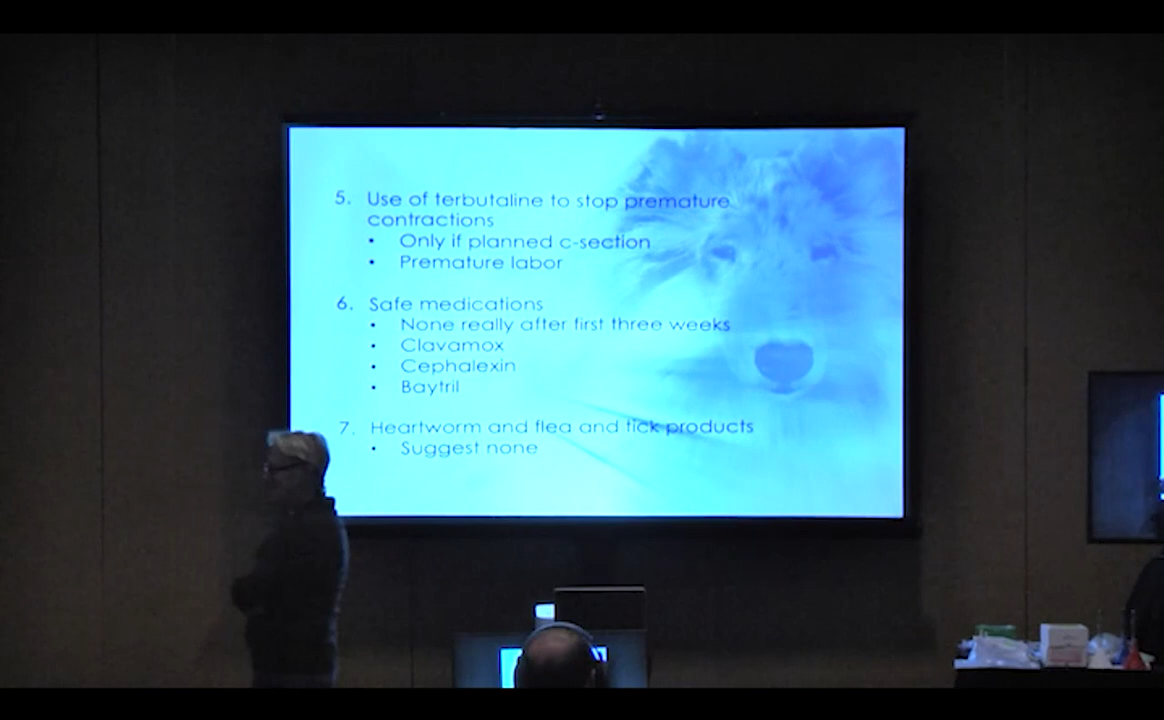 5. Use of terbutaline to stop premature
contractions
• Only if planned c-section
• Premature labor
6. Safe medications
• None really after first three weeks
• Clavamox
• Cephalexin
• Baytril
7. Heartworm and flea and tick products
• Suggest none